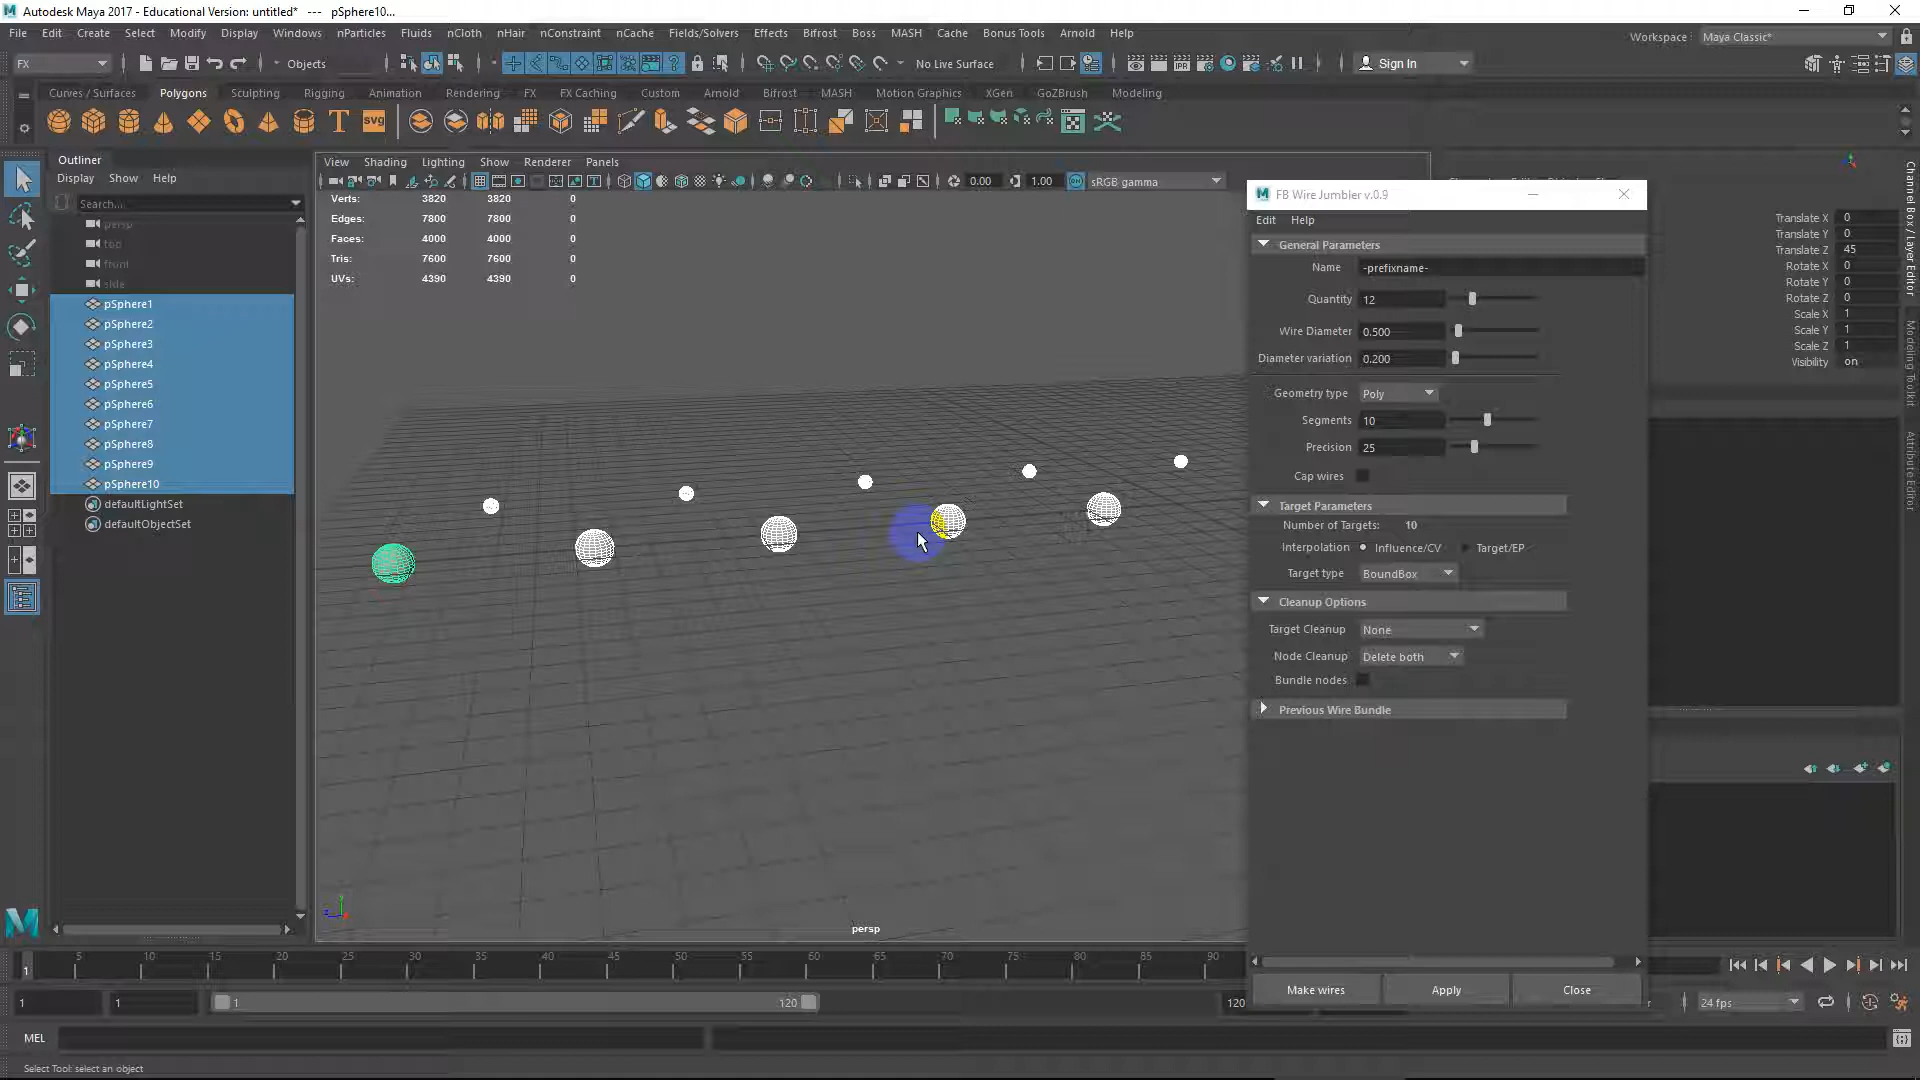 Autodesk Maya 2017 - Educational Version: untitled*   ---   pSphere10...
File Edit Create Select Modify Display Windows nParticles Fluids nCloth nHair nConstraint nCache Fields/Solvers Effects Bifrost Boss MASH Cache Bonus Tools Arnold Help
Workspace : Maya Classic*
FX Objects No Live Surface Sign In
Curves / Surfaces Polygons Sculpting Rigging Animation Rendering FX FX Caching Custom Arnold Bifrost MASH Motion Graphics XGen GoZBrush Modeling
Outliner
Display Show Help
Search...
persp
top
front
side
pSphere1
pSphere2
pSphere3
pSphere4
pSphere5
pSphere6
pSphere7
pSphere8
pSphere9
pSphere10
defaultLightSet
defaultObjectSet
View Shading Lighting Show Renderer Panels
0.00 1.00 sRGB gamma
Verts: 3820 3820 0
Edges: 7800 7800 0
Faces: 4000 4000 0
Tris: 7600 7600 0
UVs: 4390 4390 0
persp
FB Wire Jumbler v.0.9
Edit Help
General Parameters
Name -prefixname-
Quantity 12
Wire Diameter 0.500
Diameter variation 0.200
Geometry type Poly
Segments 10
Precision 25
Cap wires
Target Parameters
Number of Targets: 10
Interpolation Influence/CV Target/EP
Target type BoundBox
Cleanup Options
Target Cleanup None
Node Cleanup Delete both
Bundle nodes
Previous Wire Bundle
Make wires Apply Close
Translate X 0
Translate Y 0
Translate Z 45
Rotate X 0
Rotate Y 0
Rotate Z 0
Scale X 1
Scale Y 1
Scale Z 1
Visibility on
Channel Box / Layer Editor
Modeling Toolkit
Attribute Editor
5 10 15 20 25 30 35 40 45 50 55 60 65 70 75 80 85 90
1
1 1 1 120 120 24 fps
MEL
Select Tool: select an object